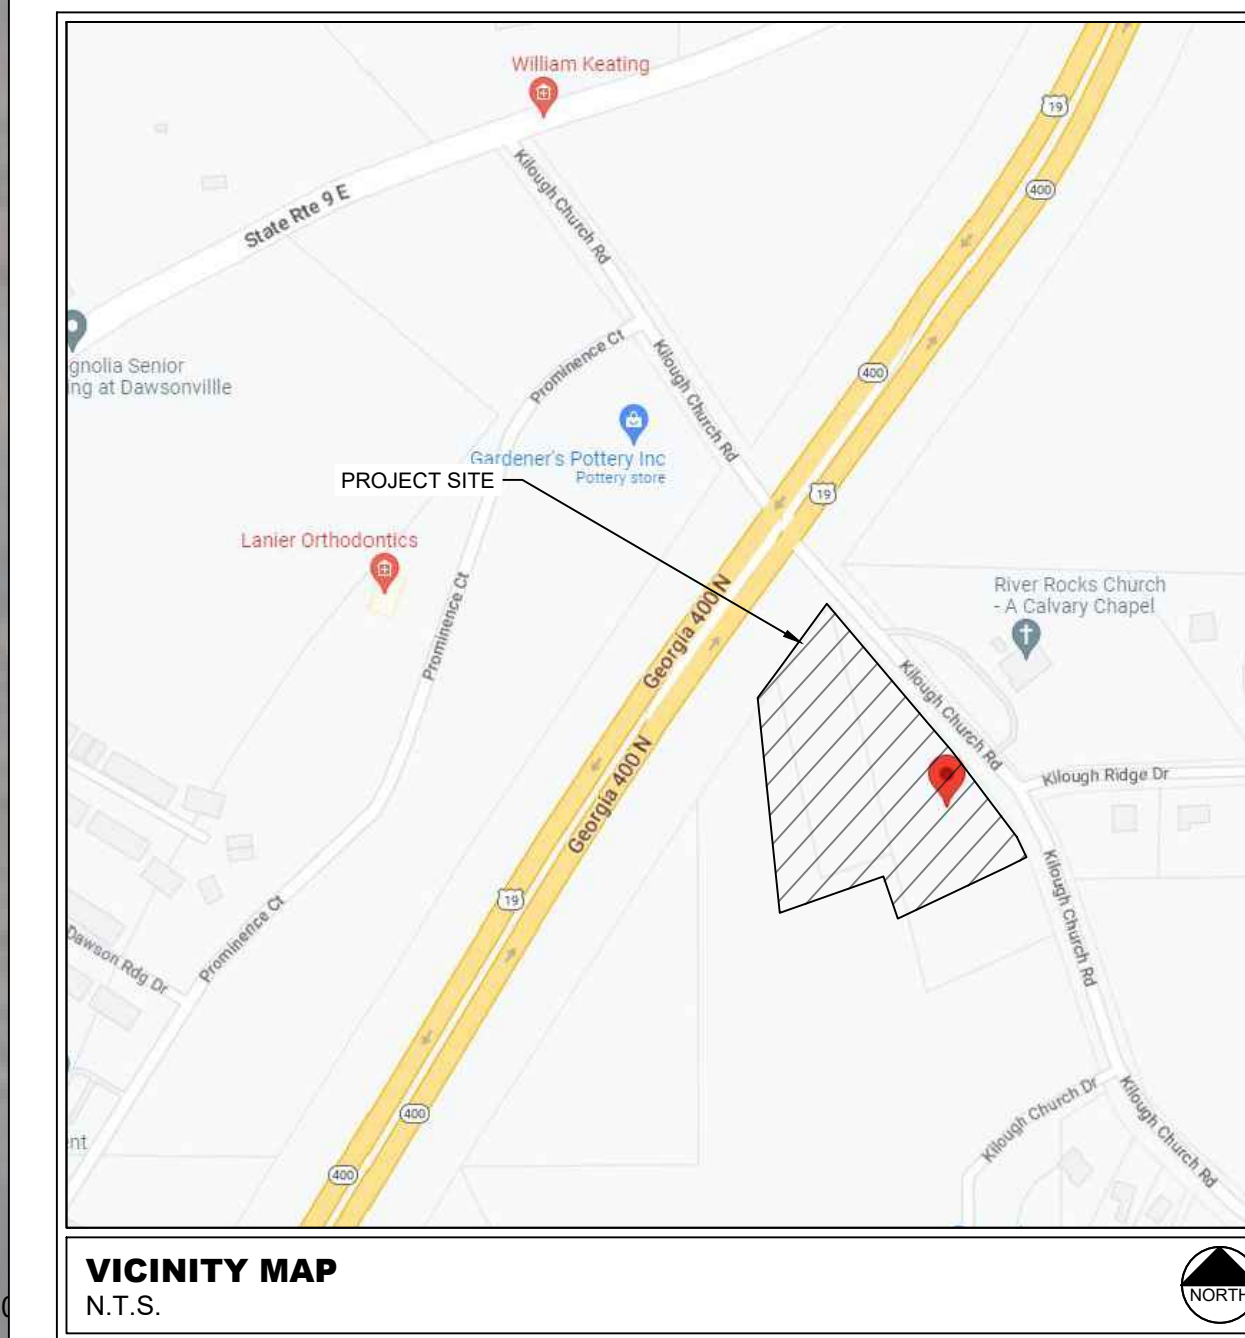 William Keating
19
400
Kilough Church Rd
State Rte 9 E
Prominence Ct
Kilough Church Rd
400
gnolia Senior
ing at Dawsonvillle
Gardener's Pottery Inc
Pottery store
PROJECT SITE
19
Lanier Orthodontics
Prominence Ct
Georgia 400 N
River Rocks Church
- A Calvary Chapel
Kilough Church Rd
Georgia 400 N
Kilough Ridge Dr
19
Kilough Church Rd
Prominence Ct
Dawson Rdg Dr
400
Kilough Church Dr
Kilough Church Rd
nt
400
VICINITY MAP
N.T.S.
NORTH